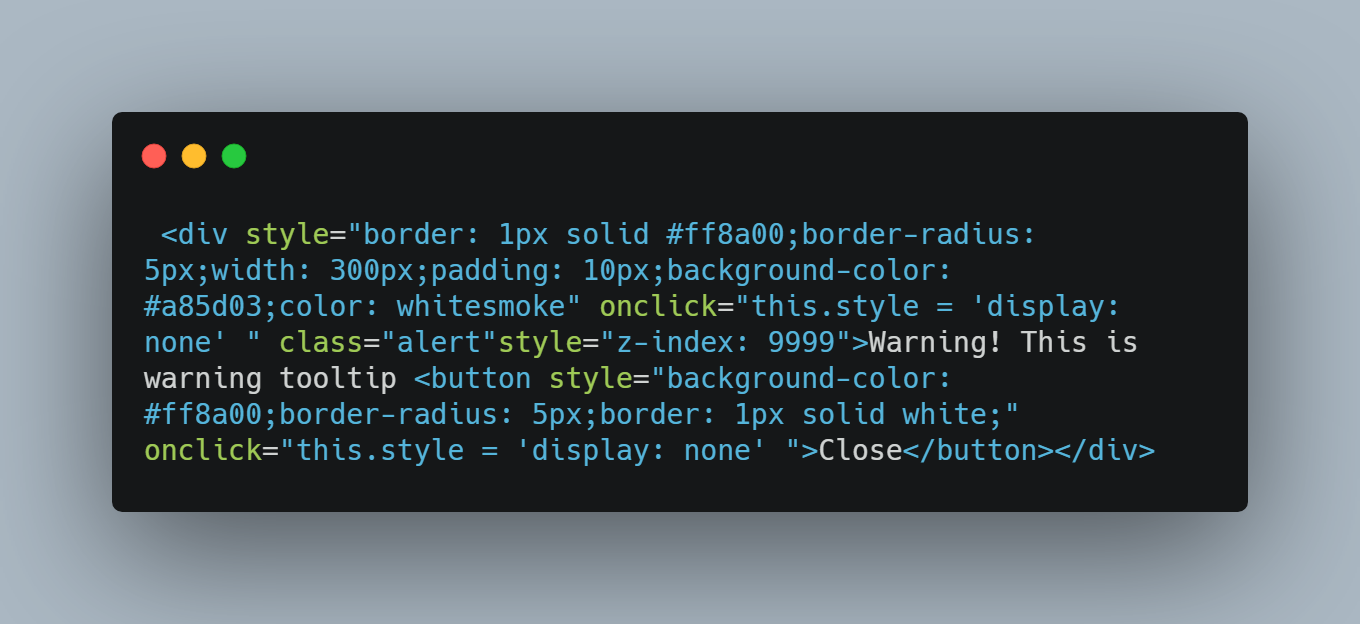 <div style="border: 1px solid #ff8a00;border-radius:
5px;width: 300px;padding: 10px;background-color:
#a85d03;color: whitesmoke" onclick="this.style = 'display:
none' " class="alert"style="z-index: 9999">Warning! This is
warning tooltip <button style="background-color:
#ff8a00;border-radius: 5px;border: 1px solid white;"
onclick="this.style = 'display: none' ">Close</button></div>